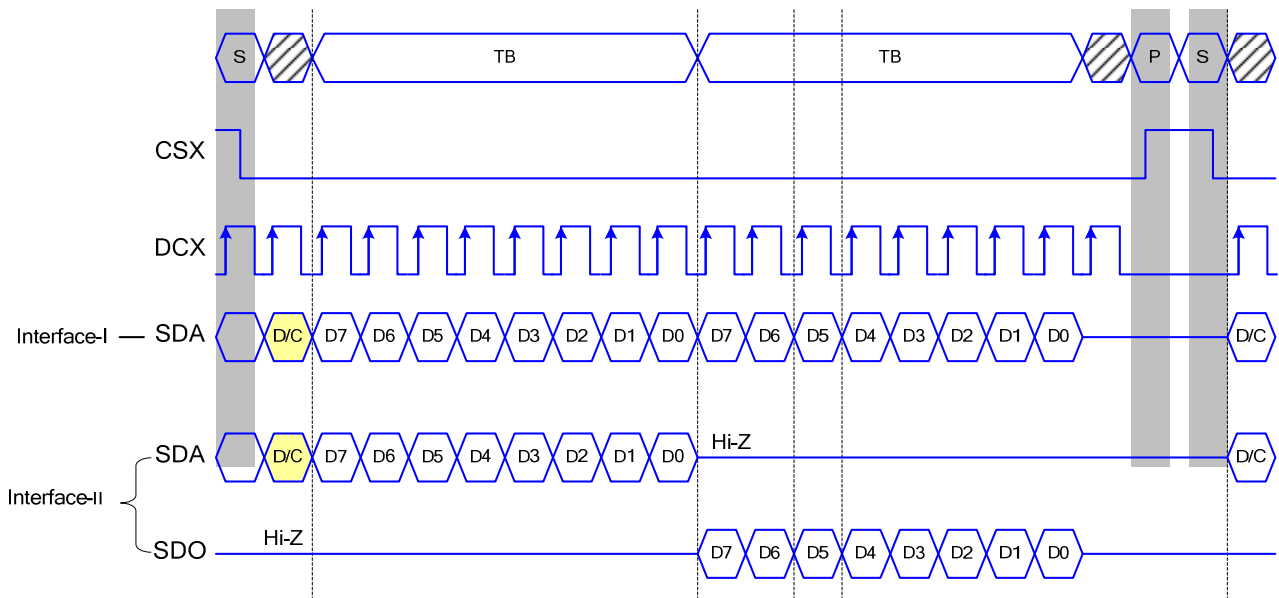 S TB TB P S
CSX
DCX
Interface-I SDA D/C D7 D6 D5 D4 D3 D2 D1 D0 D7 D6 D5 D4 D3 D2 D1 D0 D/C
SDA D/C D7 D6 D5 D4 D3 D2 D1 D0 Hi-Z D/C
Interface-II
SDO Hi-Z D7 D6 D5 D4 D3 D2 D1 D0